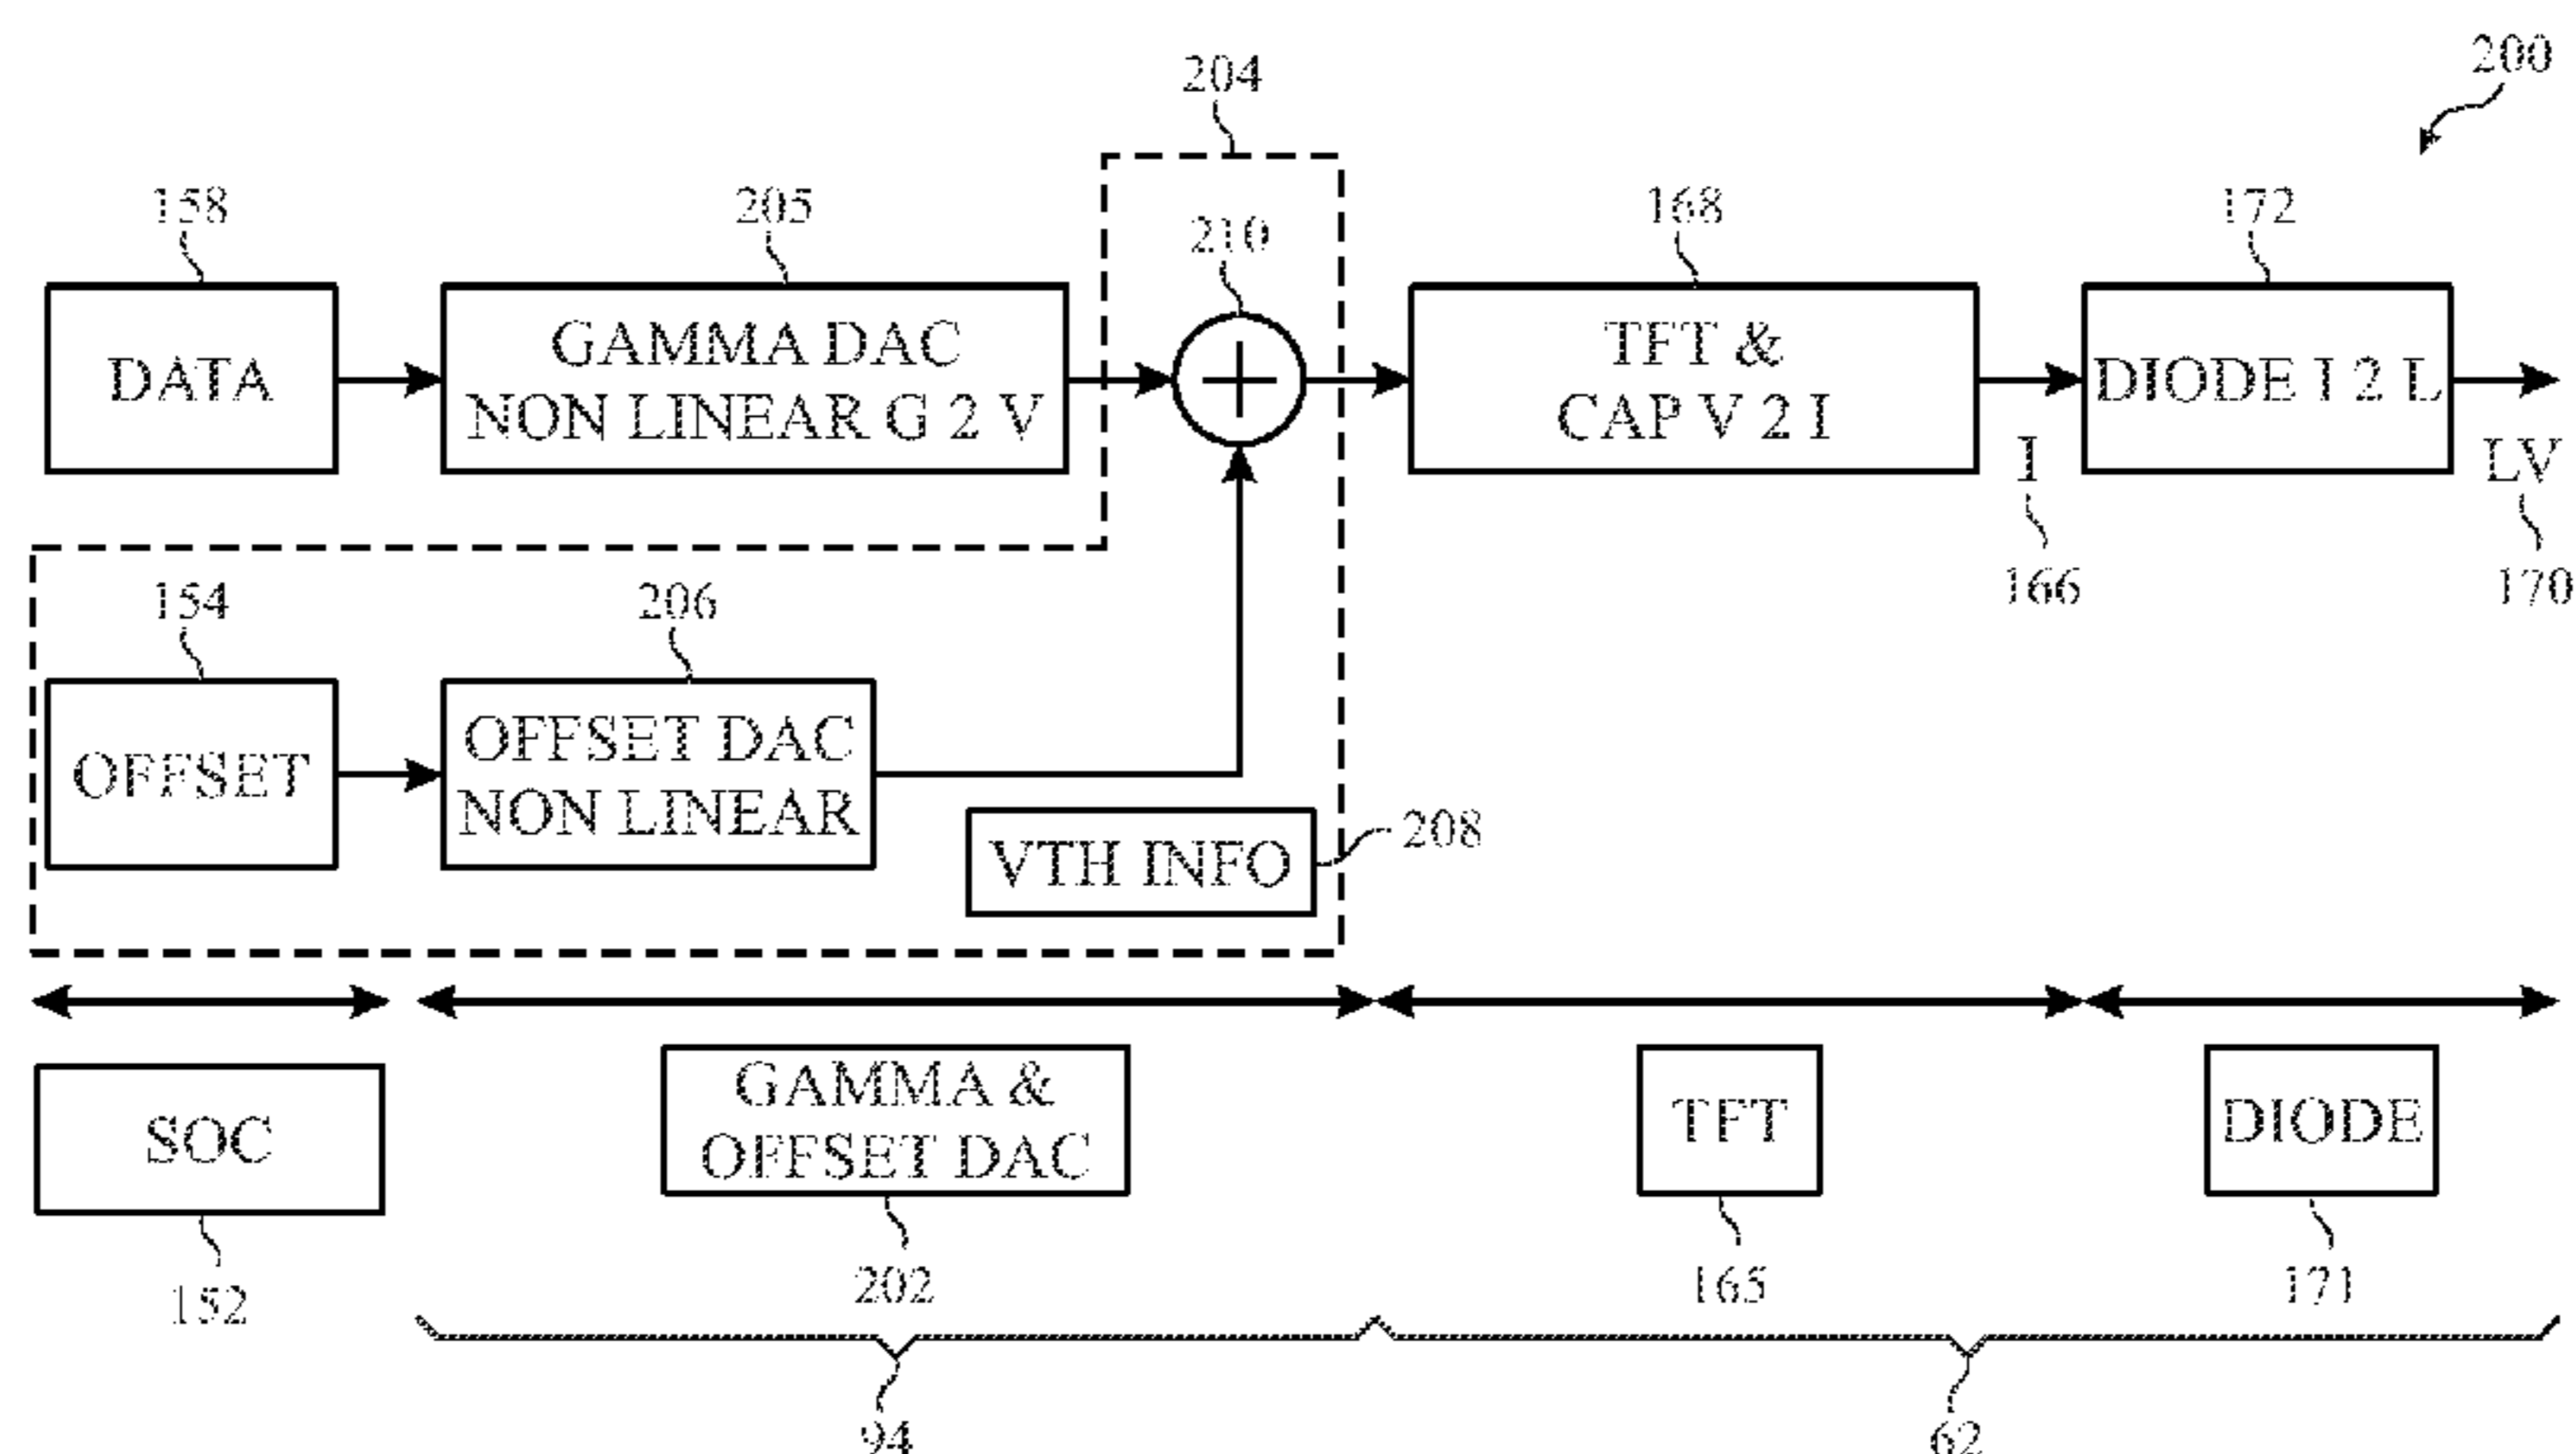 200
204
158
205
210
168
172
DATA
GAMMA DAC
NON LINEAR G 2 V
TFT &
CAP V 2 I
DIODE I 2 L
I
LV
166
170
154
206
OFFSET
OFFSET DAC
NON LINEAR
VTH INFO
208
SOC
GAMMA &
OFFSET DAC
TFT
DIODE
152
202
165
171
94
62